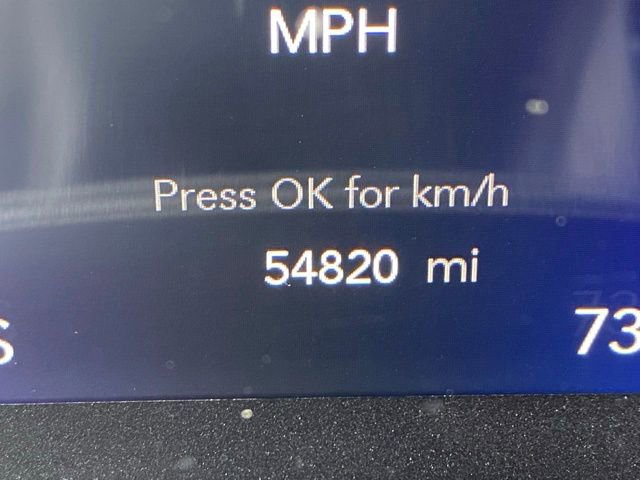 MPH
Press OK for km/h
54820 mi
S 73